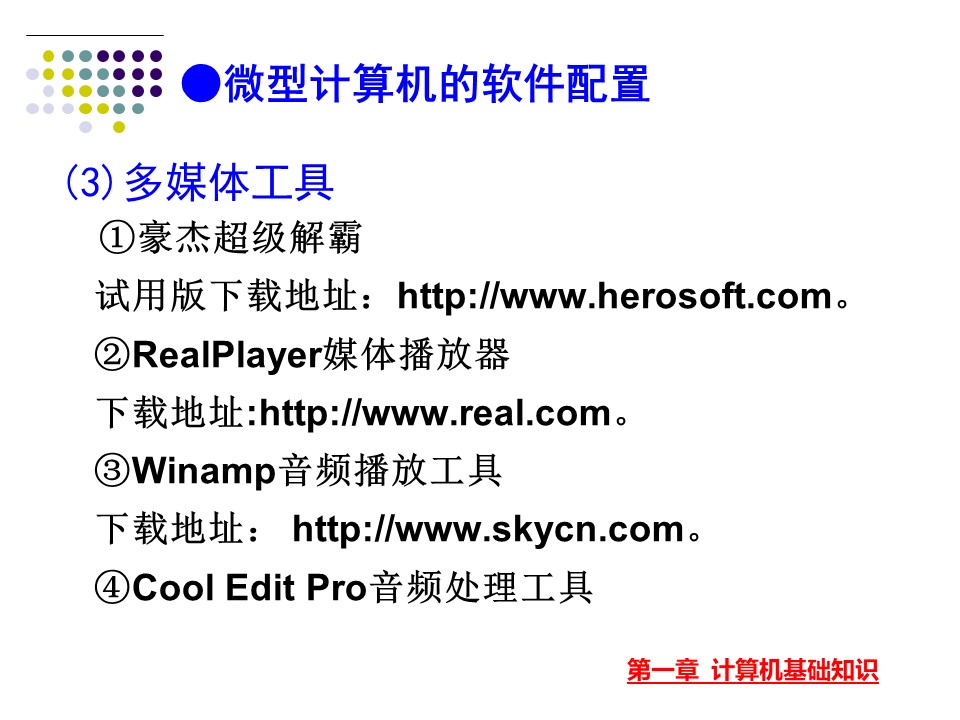 ●微型计算机的软件配置
(3)多媒体工具
①豪杰超级解霸
试用版下载地址：http://www.herosoft.com。
②RealPlayer媒体播放器
下载地址:http://www.real.com。
③Winamp音频播放工具
下载地址： http://www.skycn.com。
④Cool Edit Pro音频处理工具
第一章 计算机基础知识